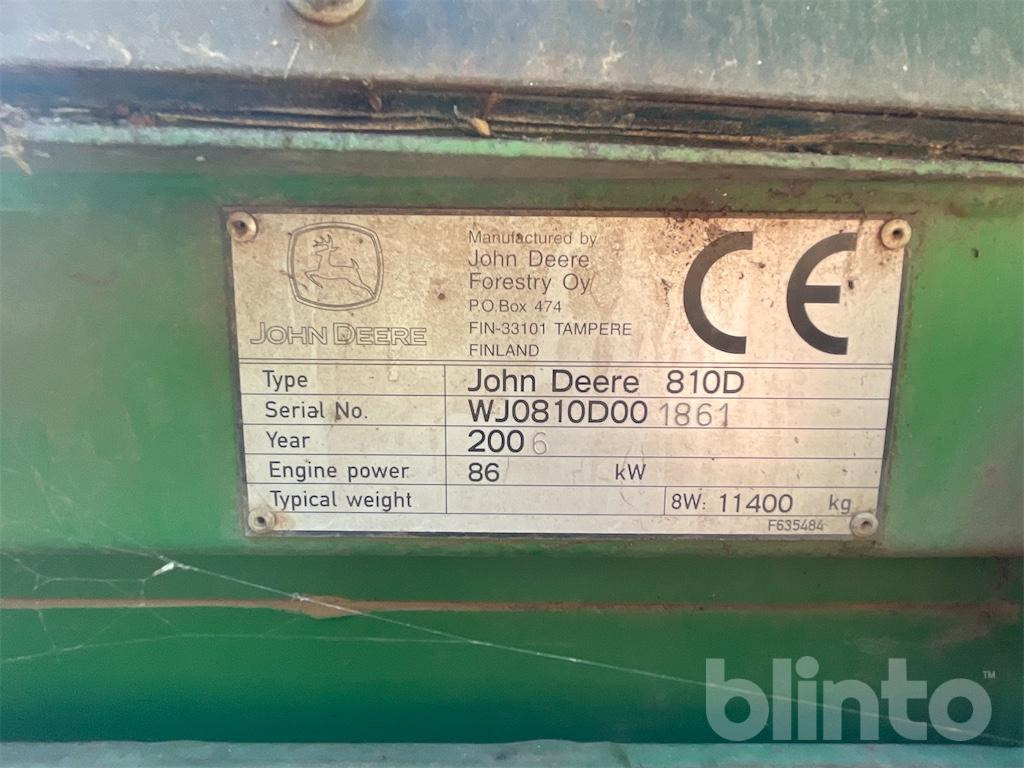 JOHN DEERE
Manufactured by
John Deere
Forestry Oy
P.O.Box 474
FIN-33101 TAMPERE
FINLAND
CE
Type John Deere 810D
Serial No. WJ0810D00 1861
Year 2006
Engine power 86 kW
Typical weight 8W: 11400 kg
F635484
blinto™